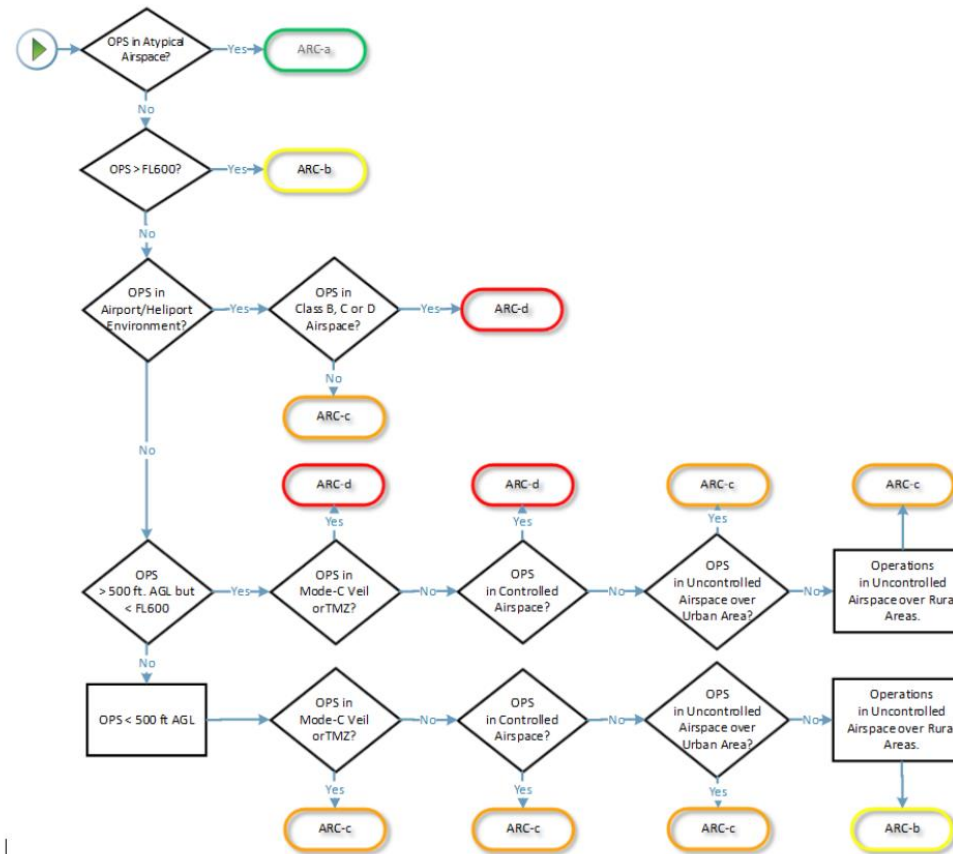 OPS in Atypical
Airspace?
Yes
ARC-a
No
OPS > FL600?
Yes
ARC-b
No
OPS in
Airport/Heliport
Environment?
Yes
OPS in
Class B, C or D
Airspace?
Yes
ARC-d
No
ARC-c
No
ARC-d
ARC-d
ARC-c
ARC-c
Yes
Yes
Yes
OPS
> 500 ft. AGL but
< FL600
Yes
OPS in
Mode-C Veil
orTMZ?
No
OPS
in Controlled
Airspace?
No
OPS
in Uncontrolled
Airspace over
Urban Area?
No
Operations
in Uncontrolled
Airspace over Rura
Areas.
No
OPS < 500 ft AGL
OPS in
Mode-C Veil
orTMZ?
No
OPS
in Controlled
Airspace?
No
OPS
in Uncontrolled
Airspace over
Urban Area?
No
Operations
in Uncontrolled
Airspace over Rura
Areas.
Yes
Yes
Yes
ARC-c
ARC-c
ARC-c
ARC-b